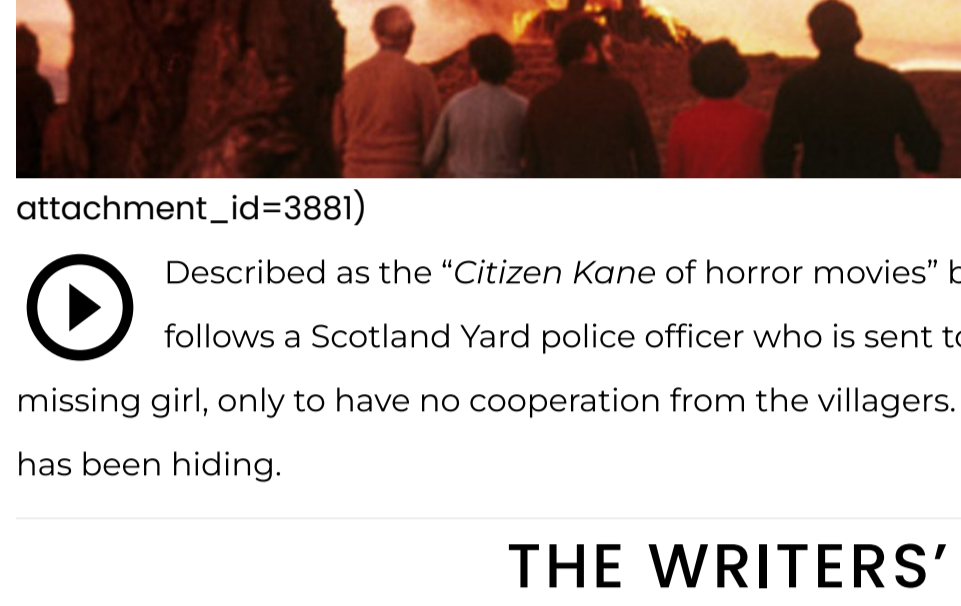 attachment_id=3881)
Described as the “Citizen Kane of horror movies”
follows a Scotland Yard police officer who is sent
missing girl, only to have no cooperation from the villagers.
has been hiding.
THE WRITERS’